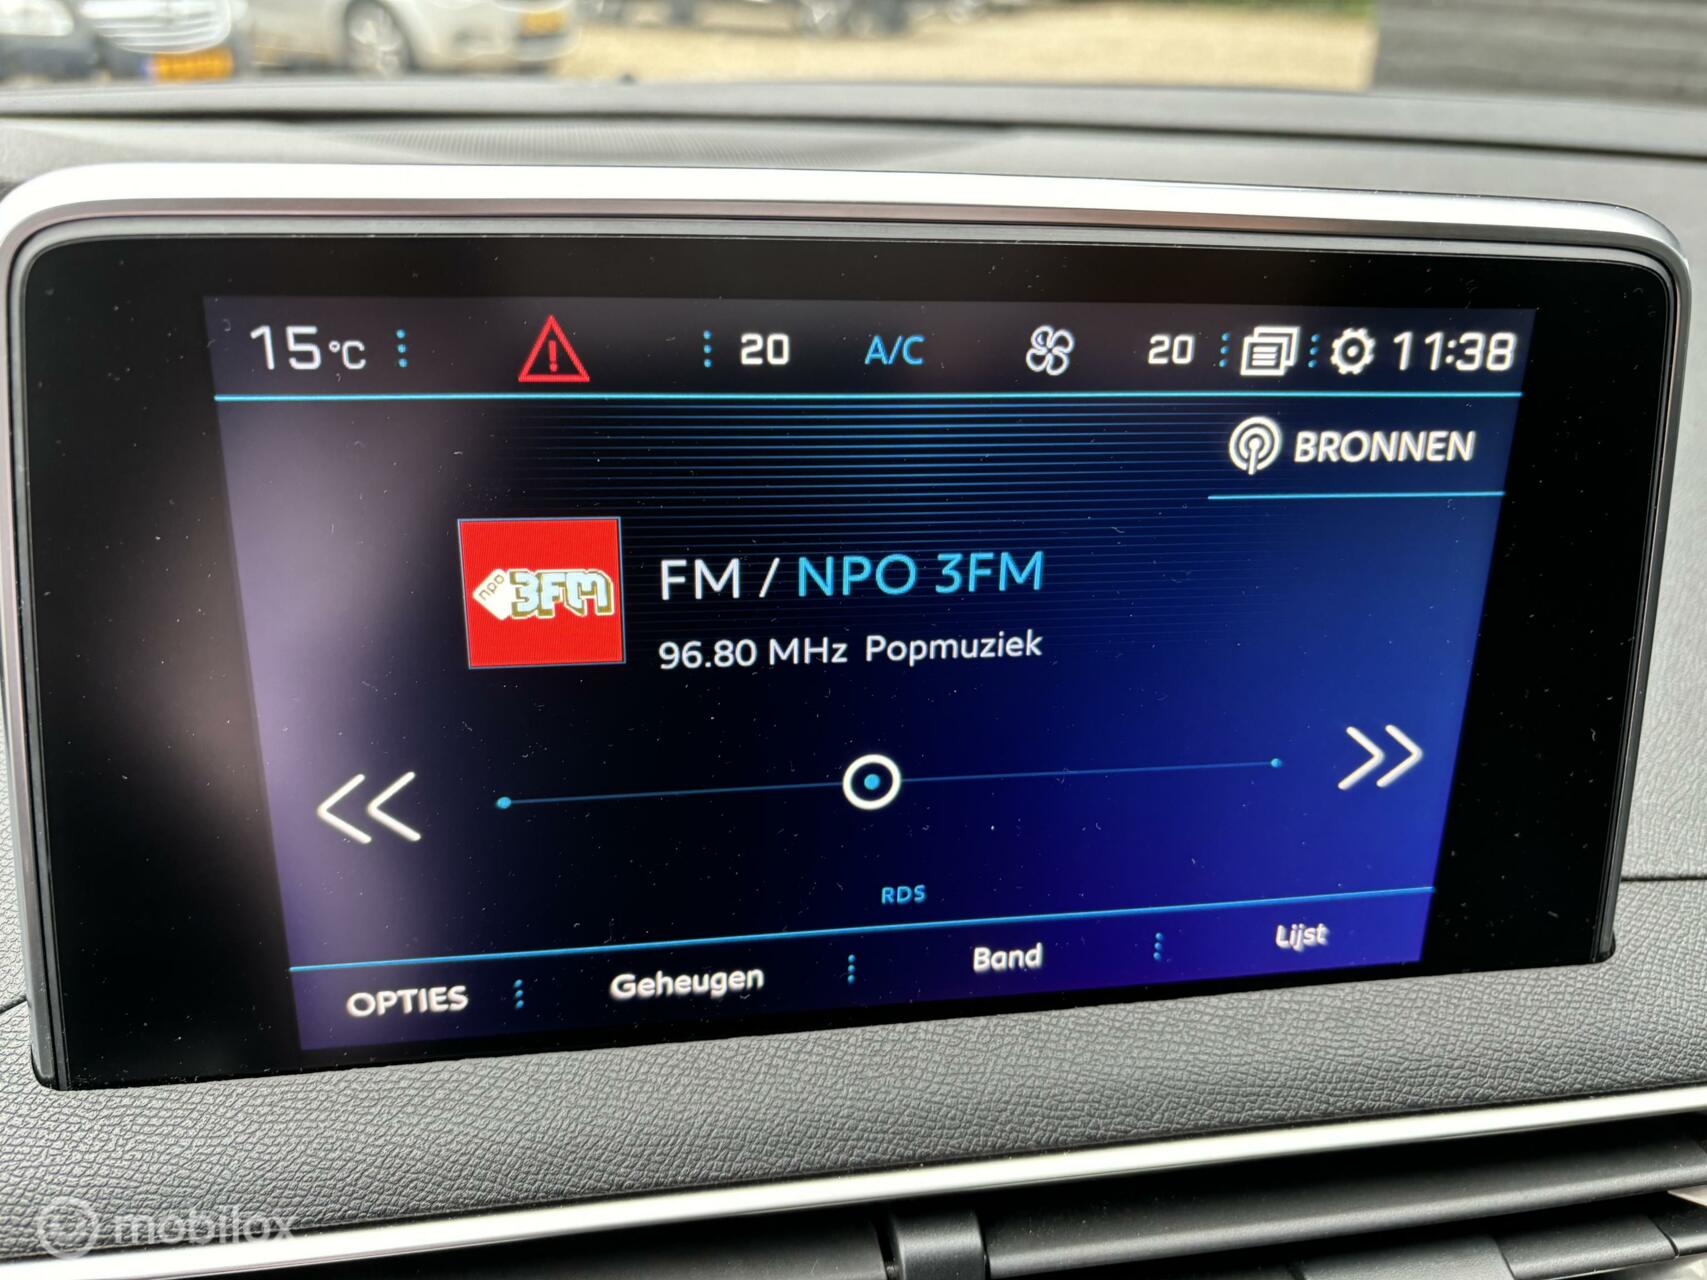 15°C 20 A/C 20 11:38
BRONNEN
npo 3FM
FM / NPO 3FM
96.80 MHz Popmuziek
RDS
OPTIES Geheugen Band Lijst
mobilox